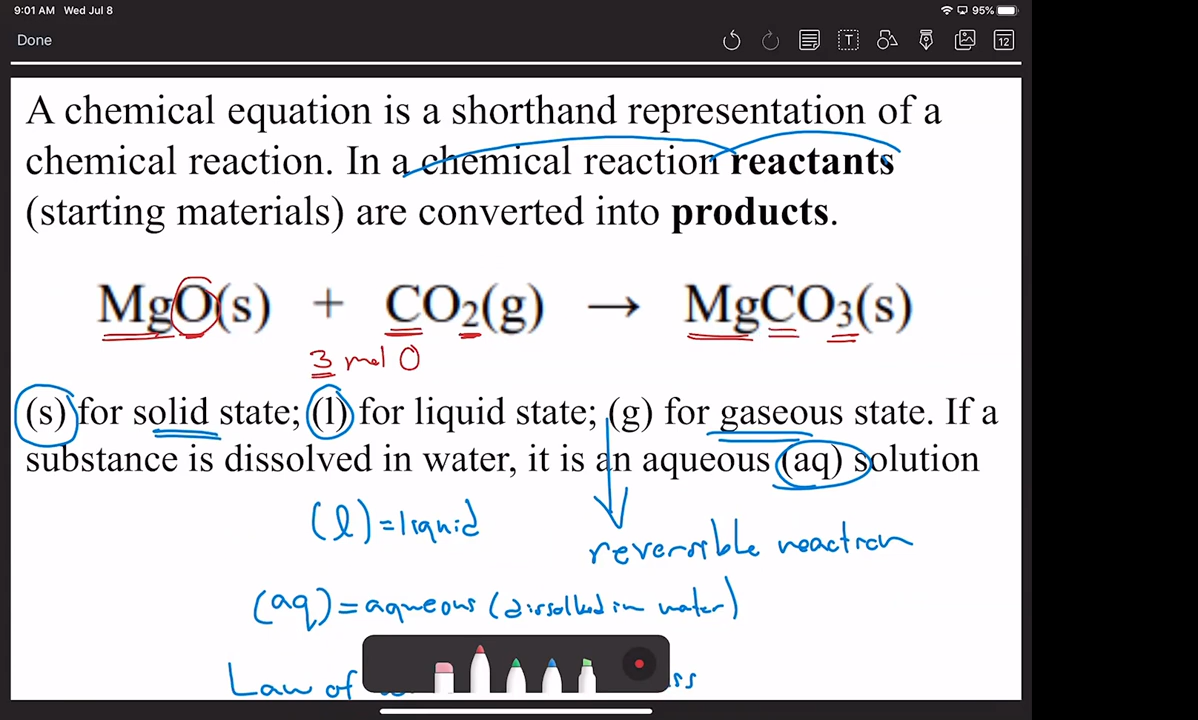 9:01 AM Wed Jul 8
95%
Done
T
12
A chemical equation is a shorthand representation of a
chemical reaction. In a chemical reaction reactants
(starting materials) are converted into products.
MgO(s) + CO₂(g) → MgCO₃(s)
3 mol O
(s) for solid state; (l) for liquid state; (g) for gaseous state. If a
substance is dissolved in water, it is an aqueous (aq) solution
(l) = liquid
reversible reaction
(aq) = aqueous (dissolved in water)
Law of